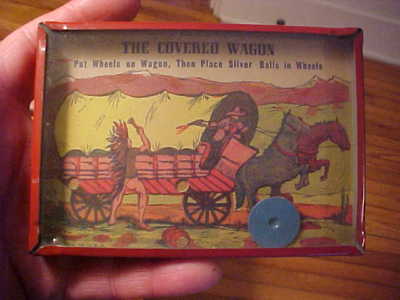 THE COVERED WAGON
Put Wheels on Wagon, Then Place Silver Balls in Wheels